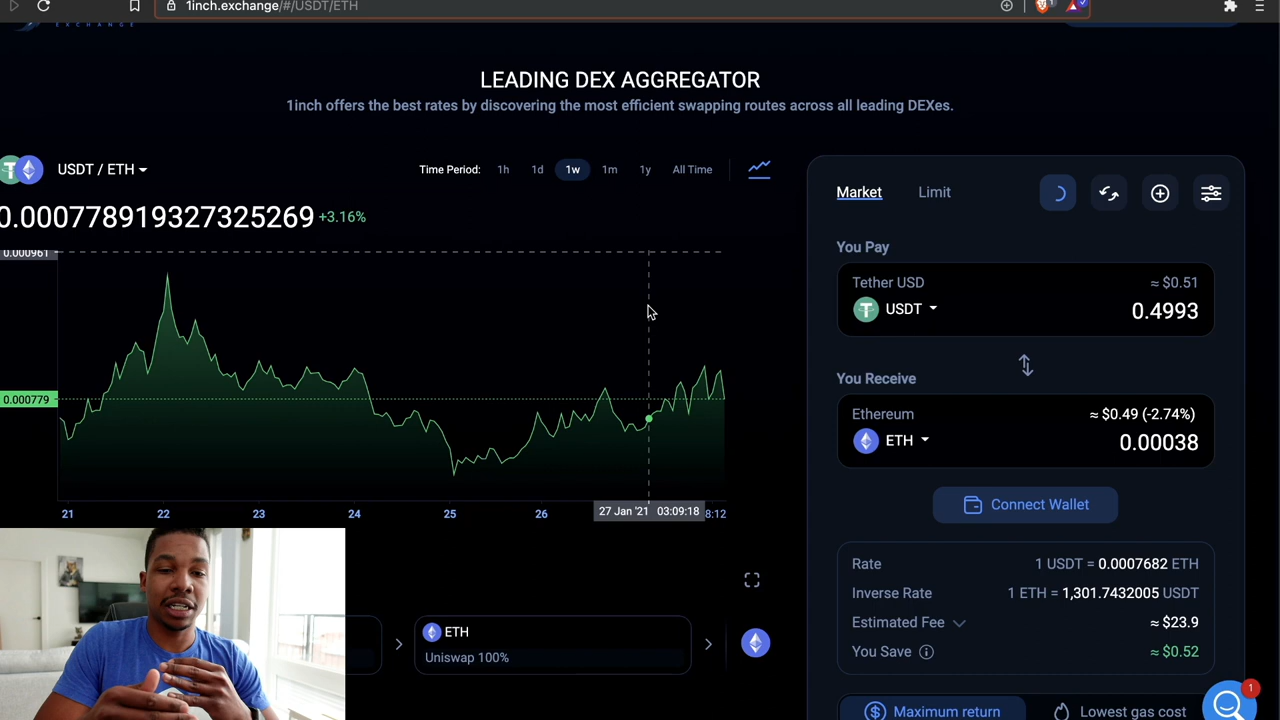 1inch.exchange/#/USDT/ETH
EXCHANGE
LEADING DEX AGGREGATOR
1inch offers the best rates by discovering the most efficient swapping routes across all leading DEXes.
USDT / ETH
Time Period: 1h 1d 1w 1m 1y All Time
0.000778919327325269 +3.16%
0.000961
0.000779
21 22 23 24 25 26 27 Jan '21 03:09:18 8:12
ETH
Uniswap 100%
Market Limit
You Pay
Tether USD ≈ $0.51
USDT 0.4993
You Receive
Ethereum ≈ $0.49 (-2.74%)
ETH 0.00038
Connect Wallet
Rate 1 USDT = 0.0007682 ETH
Inverse Rate 1 ETH = 1,301.7432005 USDT
Estimated Fee ≈ $23.9
You Save ≈ $0.52
Maximum return Lowest gas cost
1